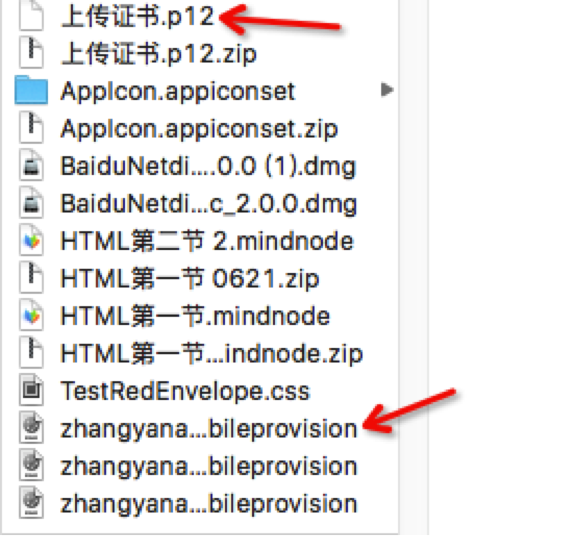 上传证书.p12
上传证书.p12.zip
AppIcon.appiconset
AppIcon.appiconset.zip
BaiduNetdi....0.0 (1).dmg
BaiduNetdi...c_2.0.0.dmg
HTML第二节 2.mindnode
HTML第一节 0621.zip
HTML第一节.mindnode
HTML第一节...indnode.zip
TestRedEnvelope.css
zhangyana...bileprovision
zhangyana...bileprovision
zhangyana...bileprovision